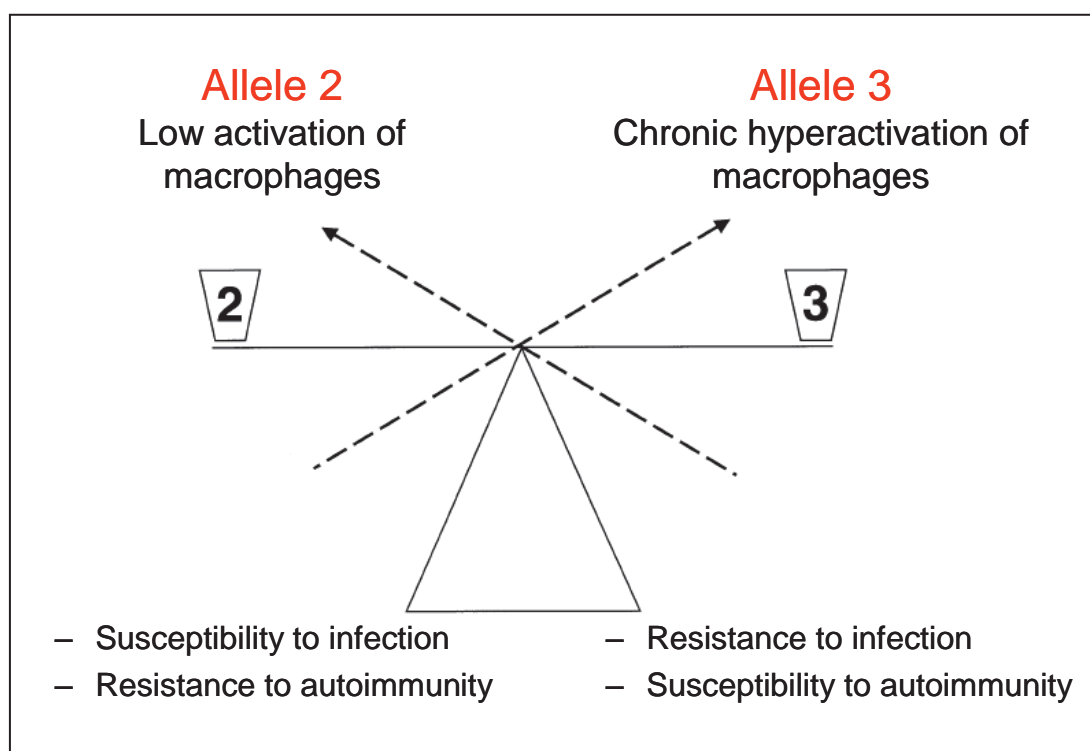 Allele 2
Low activation of
macrophages
Allele 3
Chronic hyperactivation of
macrophages
2
3
– Susceptibility to infection
– Resistance to autoimmunity
– Resistance to infection
– Susceptibility to autoimmunity